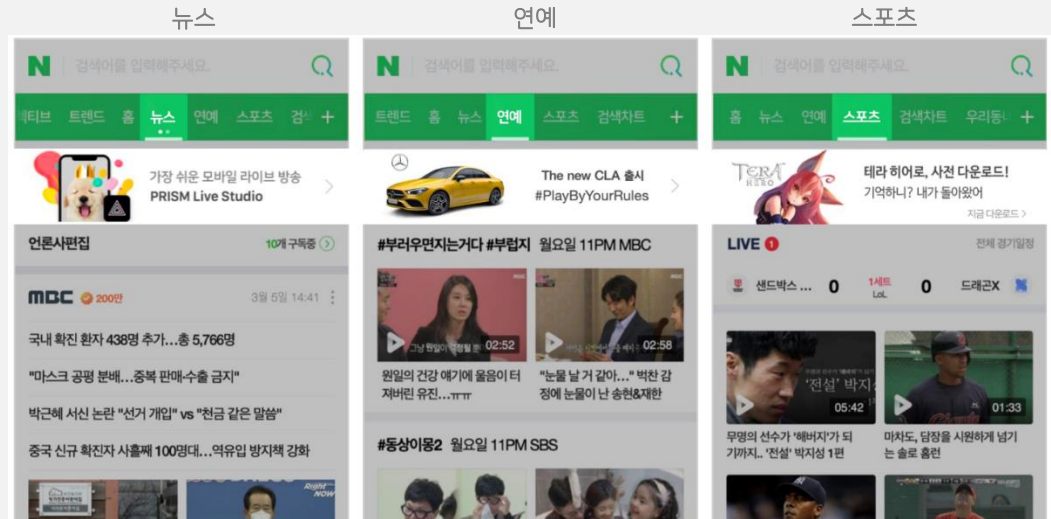 뉴스
연예
스포츠
N 검색어를 입력해주세요.
트렌드 홈 뉴스 연예 스포츠 +
가장 쉬운 모바일 라이브 방송
PRISM Live Studio
언론사편집 10개 구독중
MBC 200만 3월 5일 14:41
국내 확진 환자 438명 추가...총 5,766명
"마스크 공평 분배...중복 판매·수출 금지"
박근혜 서신 논란 "선거 개입" vs "천금 같은 말씀"
중국 신규 확진자 사흘째 100명대...역유입 방지책 강화
Right NOW
N 검색어를 입력해주세요.
트렌드 홈 뉴스 연예 스포츠 검색차트 +
The new CLA 출시
#PlayByYourRules
#부러우면지는거다 #부럽지 월요일 11PM MBC
02:52
02:58
원일의 건강 얘기에 울음이 터
져버린 유진...ㅠㅠ
"눈물 날 거 같아..." 벅찬 감
정에 눈물이 난 송현&재한
#동상이몽2 월요일 11PM SBS
N 검색어를 입력해주세요.
홈 뉴스 연예 스포츠 검색차트 우리동네 +
TERA
HERO
테라 히어로, 사전 다운로드!
기억하니? 내가 돌아왔어
지금 다운로드 >
LIVE 1 전체 경기일정
샌드박스 ... 0 1세트 0 드래곤X
LoL
'전설' 박지성
05:42
01:33
무명의 선수가 '해버지'가 되
기까지.. '전설' 박지성 1편
마차도, 담장을 시원하게 넘기
는 솔로 홈런